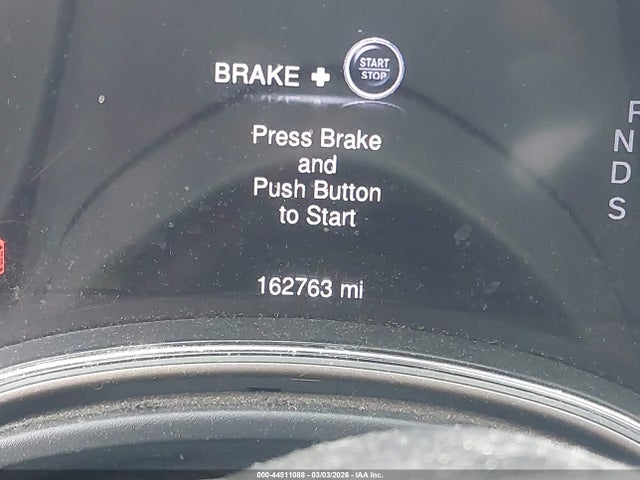 BRAKE + START STOP
Press Brake
and
Push Button
to Start
162763 mi
R
N
D
S
000-44511088 - 03/03/2026 - IAA Inc.